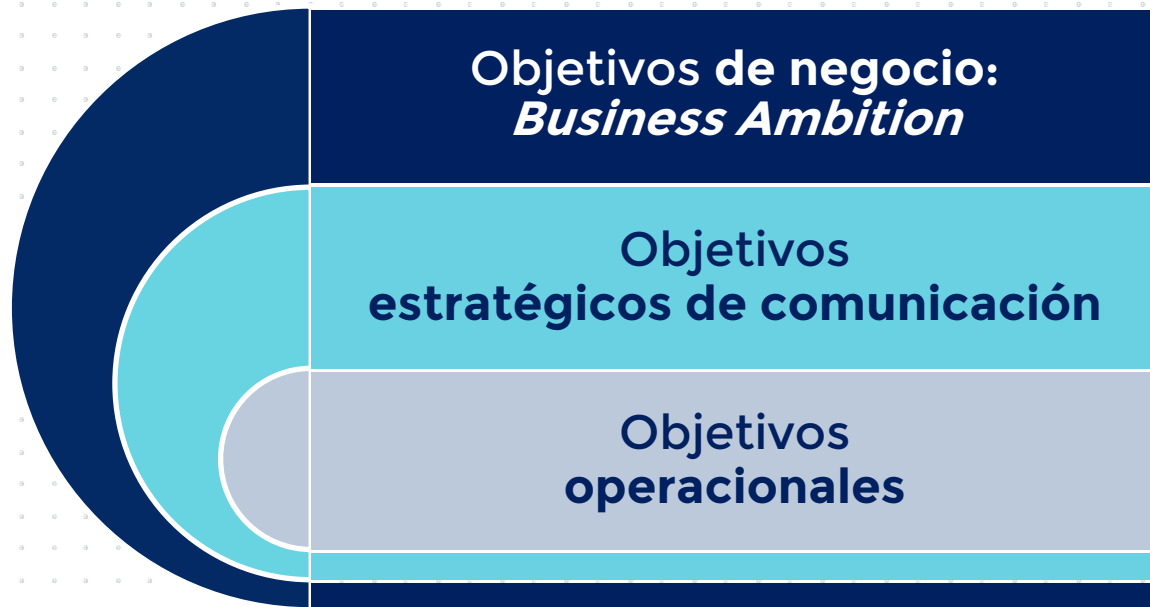 Objetivos de negocio:
Business Ambition
Objetivos
estratégicos de comunicación
Objetivos
operacionales